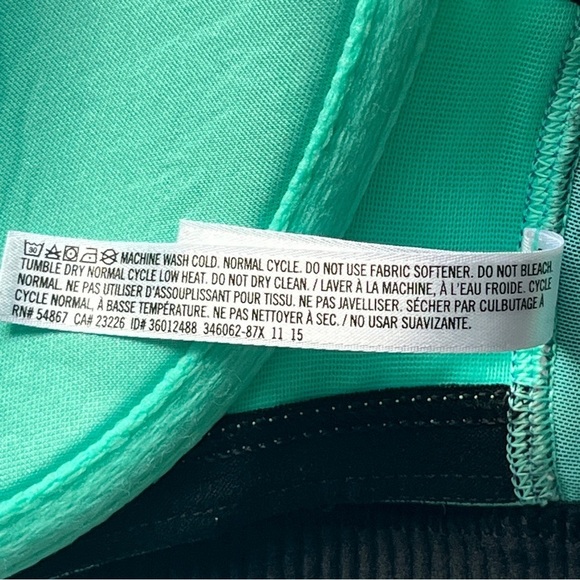 30 MACHINE WASH COLD. NORMAL CYCLE. DO NOT USE FABRIC SOFTENER. DO NOT BLEACH.
TUMBLE DRY NORMAL CYCLE LOW HEAT. DO NOT DRY CLEAN. / LAVER À LA MACHINE, À L'EAU FROIDE. CYCLE
NORMAL. NE PAS UTILISER D'ASSOUPLISSANT POUR TISSU. NE PAS JAVELLISER. SÉCHER PAR CULBUTAGE À
CYCLE NORMAL, À BASSE TEMPÉRATURE. NE PAS NETTOYER À SEC. / NO USAR SUAVIZANTE.
RN# 54867 CA# 23226 ID# 36012488 346062-87X 11 15